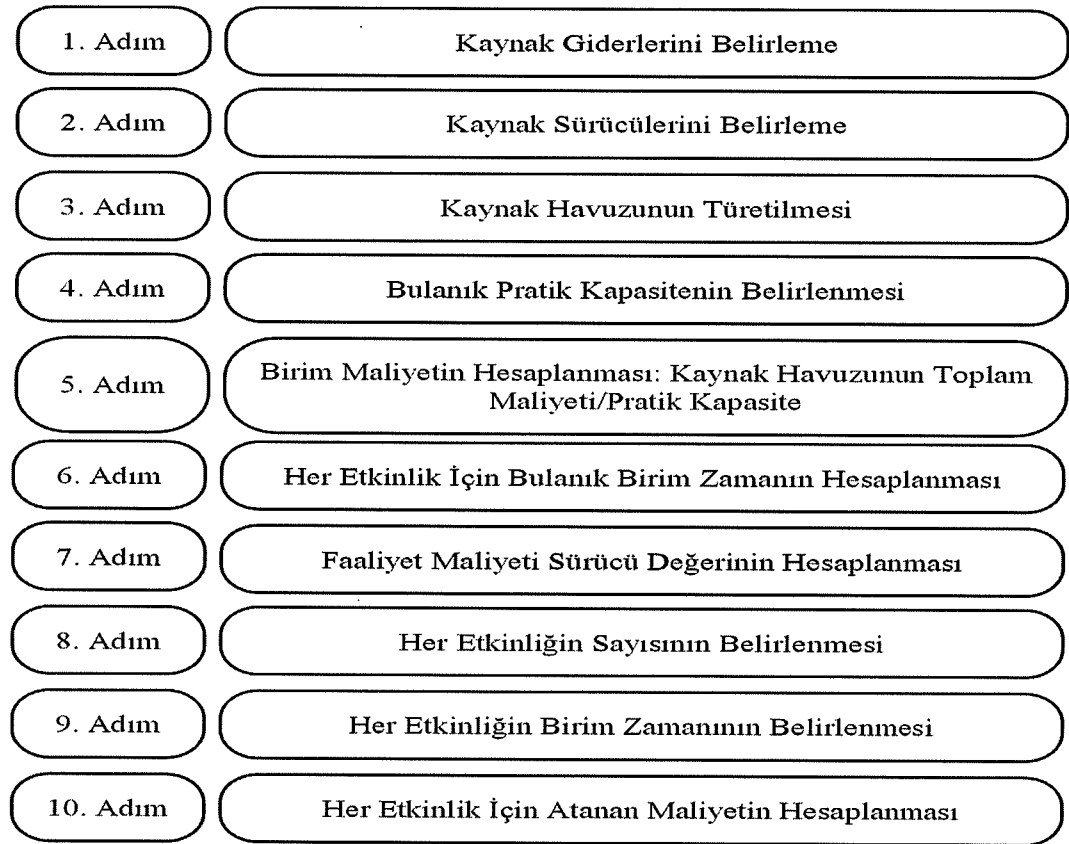 1. Adım
Kaynak Giderlerini Belirleme
2. Adım
Kaynak Sürücülerini Belirleme
3. Adım
Kaynak Havuzunun Türetilmesi
4. Adım
Bulanık Pratik Kapasitenin Belirlenmesi
5. Adım
Birim Maliyetin Hesaplanması: Kaynak Havuzunun Toplam
Maliyeti/Pratik Kapasite
6. Adım
Her Etkinlik İçin Bulanık Birim Zamanın Hesaplanması
7. Adım
Faaliyet Maliyeti Sürücü Değerinin Hesaplanması
8. Adım
Her Etkinliğin Sayısının Belirlenmesi
9. Adım
Her Etkinliğin Birim Zamanının Belirlenmesi
10. Adım
Her Etkinlik İçin Atanan Maliyetin Hesaplanması